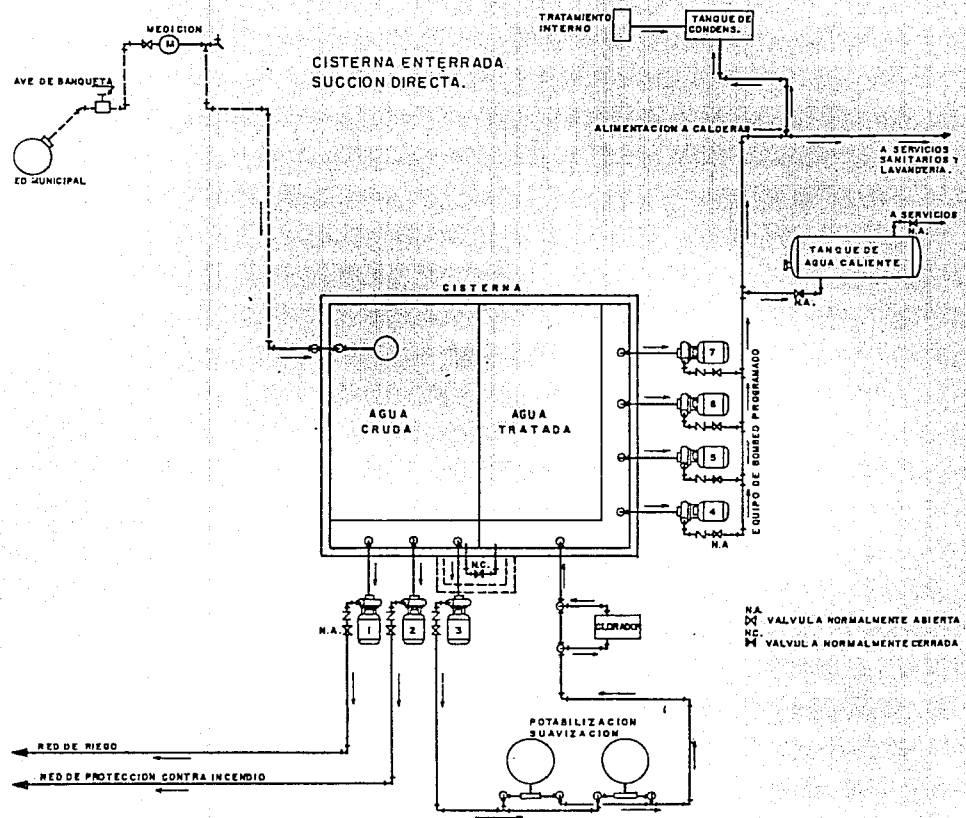 MEDICION
M
CISTERNA ENTERRADA
SUCCION DIRECTA.
AVE DE BANQUETA
ED MUNICIPAL
TRATAMIENTO
INTERNO
TANQUE DE
CONDENS.
ALIMENTACION A CALDERAS
A SERVICIOS
SANITARIOS Y
LAVANDERIA.
A SERVICIOS
N.A.
TANQUE DE
AGUA CALIENTE
N.A.
CISTERNA
AGUA
CRUDA
AGUA
TRATADA
7
6
5
4
N.A
EQUIPO DE BOMBEO PROGRAMADO
N.C.
N.A.
1
2
3
CLORADOR
N.A.
VALVULA NORMALMENTE ABIERTA
N.C.
VALVULA NORMALMENTE CERRADA
POTABILIZACION
SUAVIZACION
RED DE RIEGO
RED DE PROTECCION CONTRA INCENDIO